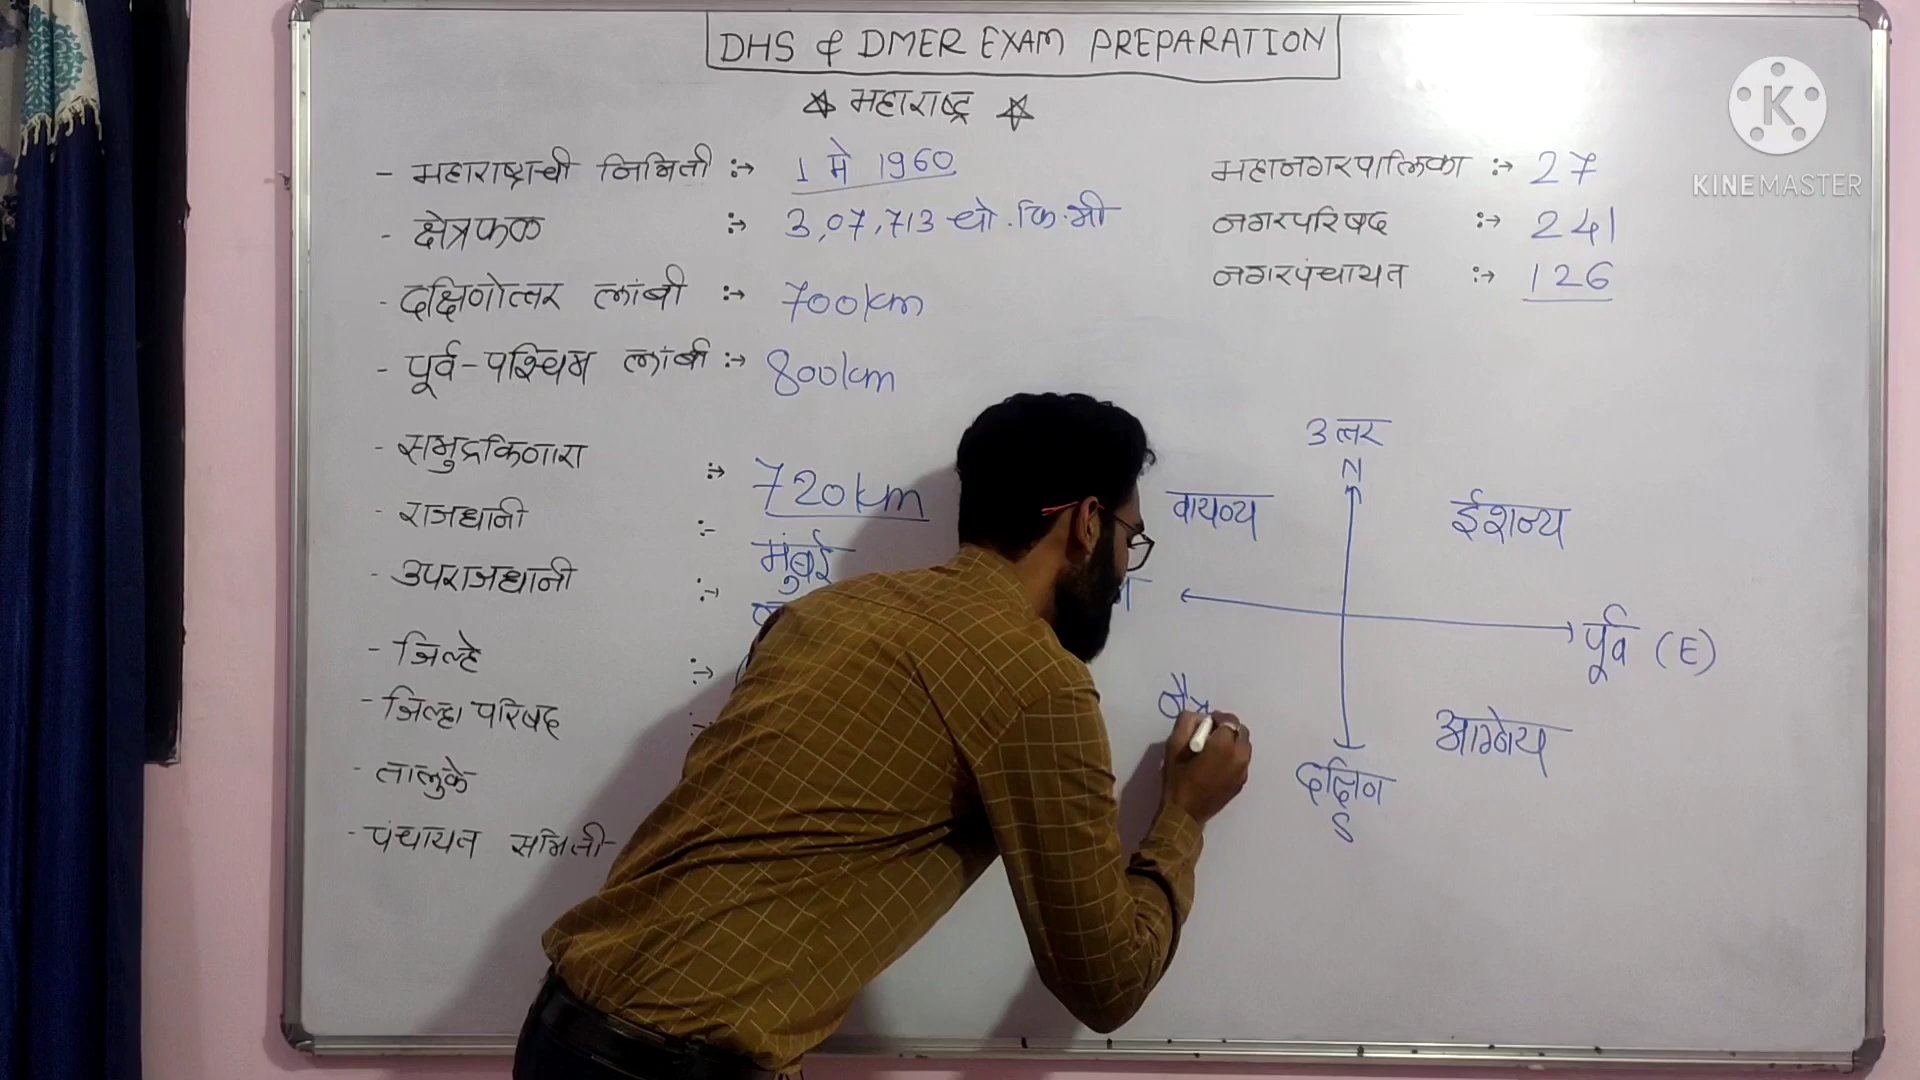 DHS & DMER EXAM PREPARATION
☆ महाराष्ट्र ☆
- महाराष्ट्राची निर्मिती :→ 1 मे 1960
- क्षेत्रफळ :→ 3,07,713 चौ.कि.मी
- दक्षिणोत्तर लांबी :→ 700km
- पूर्व-पश्चिम लांबी :→ 800km
- समुद्रकिनारा :→ 720km
- राजधानी :- मुंबई
- उपराजधानी :→
- जिल्हे :→
- जिल्हा परिषद
- तालुके
- पंचायत समिती
महानगरपालिका :→ 27
नगरपरिषद :→ 241
नगरपंचायत :→ 126
उत्तर
N
वायव्य
ईशान्य
पूर्व (E)
नैऋ
आग्नेय
दक्षिण
S
K
KINEMASTER